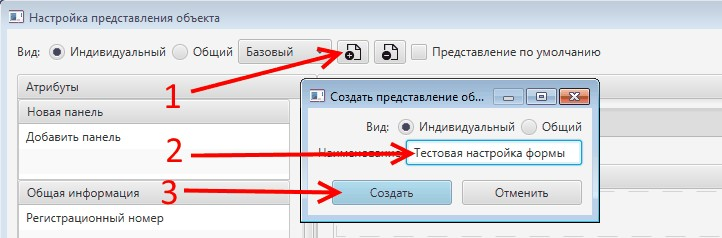 Настройка представления объекта
Вид: Индивидуальный Общий Базовый Представление по умолчанию
1
Атрибуты
Новая панель
Добавить панель
Общая информация
Регистрационный номер
Создать представление об...
Вид: Индивидуальный Общий
2
Наименование Тестовая настройка формы
3
Создать Отменить